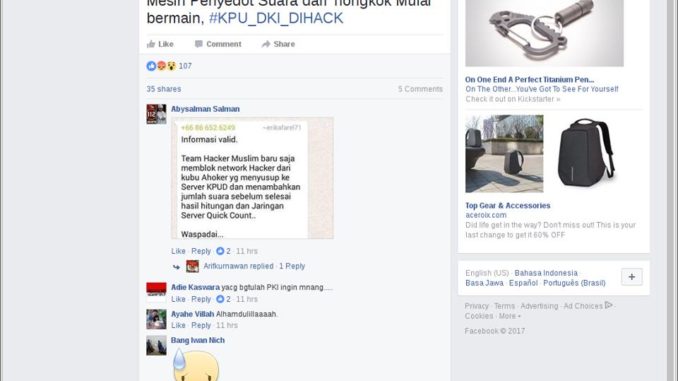 Mesin Penyedot Suara dari Tiongkok Mulai
bermain, #KPU_DKI_DIHACK
Like Comment Share
107
35 shares
5 Comments
Abysalman Salman
+66 86 652 6249 ~erikafarel71
Informasi valid.
Team Hacker Muslim baru saja
memblok network Hacker dari
kubu Ahoker yg menyusup ke
Server KPUD dan menambahkan
jumlah suara sebelum selesai
hasil hitungan dan Jaringan
Server Quick Count..
Waspadai...
Like · Reply · 2 · 11 hrs
Arifkurnawan replied · 1 Reply
Adie Kaswara yacg bgtulah PKI ingin mnang....
Like · Reply · 2 · 11 hrs
Ayahe Villah Alhamdulillaaaah.
Like · Reply · 11 hrs
Bang Iwan Nich
On One End A Perfect Titanium Pen...
On The Other...You've Got To See For Yourself
Check it out on Kickstarter »
Top Gear & Accessories
aceroix.com
Did life get in the way? Don't miss out! This is your
last change to get it 60% OFF
English (US) · Bahasa Indonesia
Basa Jawa · Español · Português (Brasil)
+
Privacy · Terms · Advertising · Ad Choices
Cookies · More
Facebook © 2017